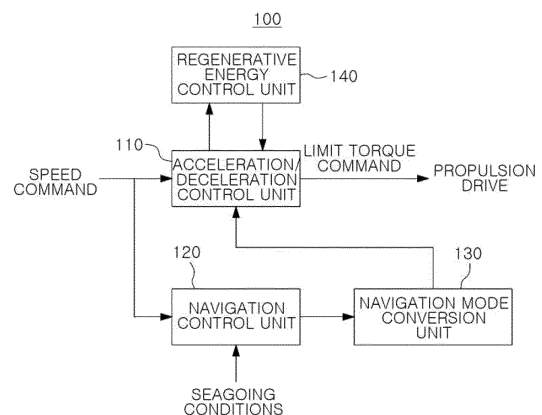 100
REGENERATIVE
ENERGY
CONTROL UNIT
140
110
ACCELERATION/
DECELERATION
CONTROL UNIT
LIMIT TORQUE
COMMAND
PROPULSION
DRIVE
SPEED
COMMAND
120
NAVIGATION
CONTROL UNIT
130
NAVIGATION MODE
CONVERSION
UNIT
SEAGOING
CONDITIONS